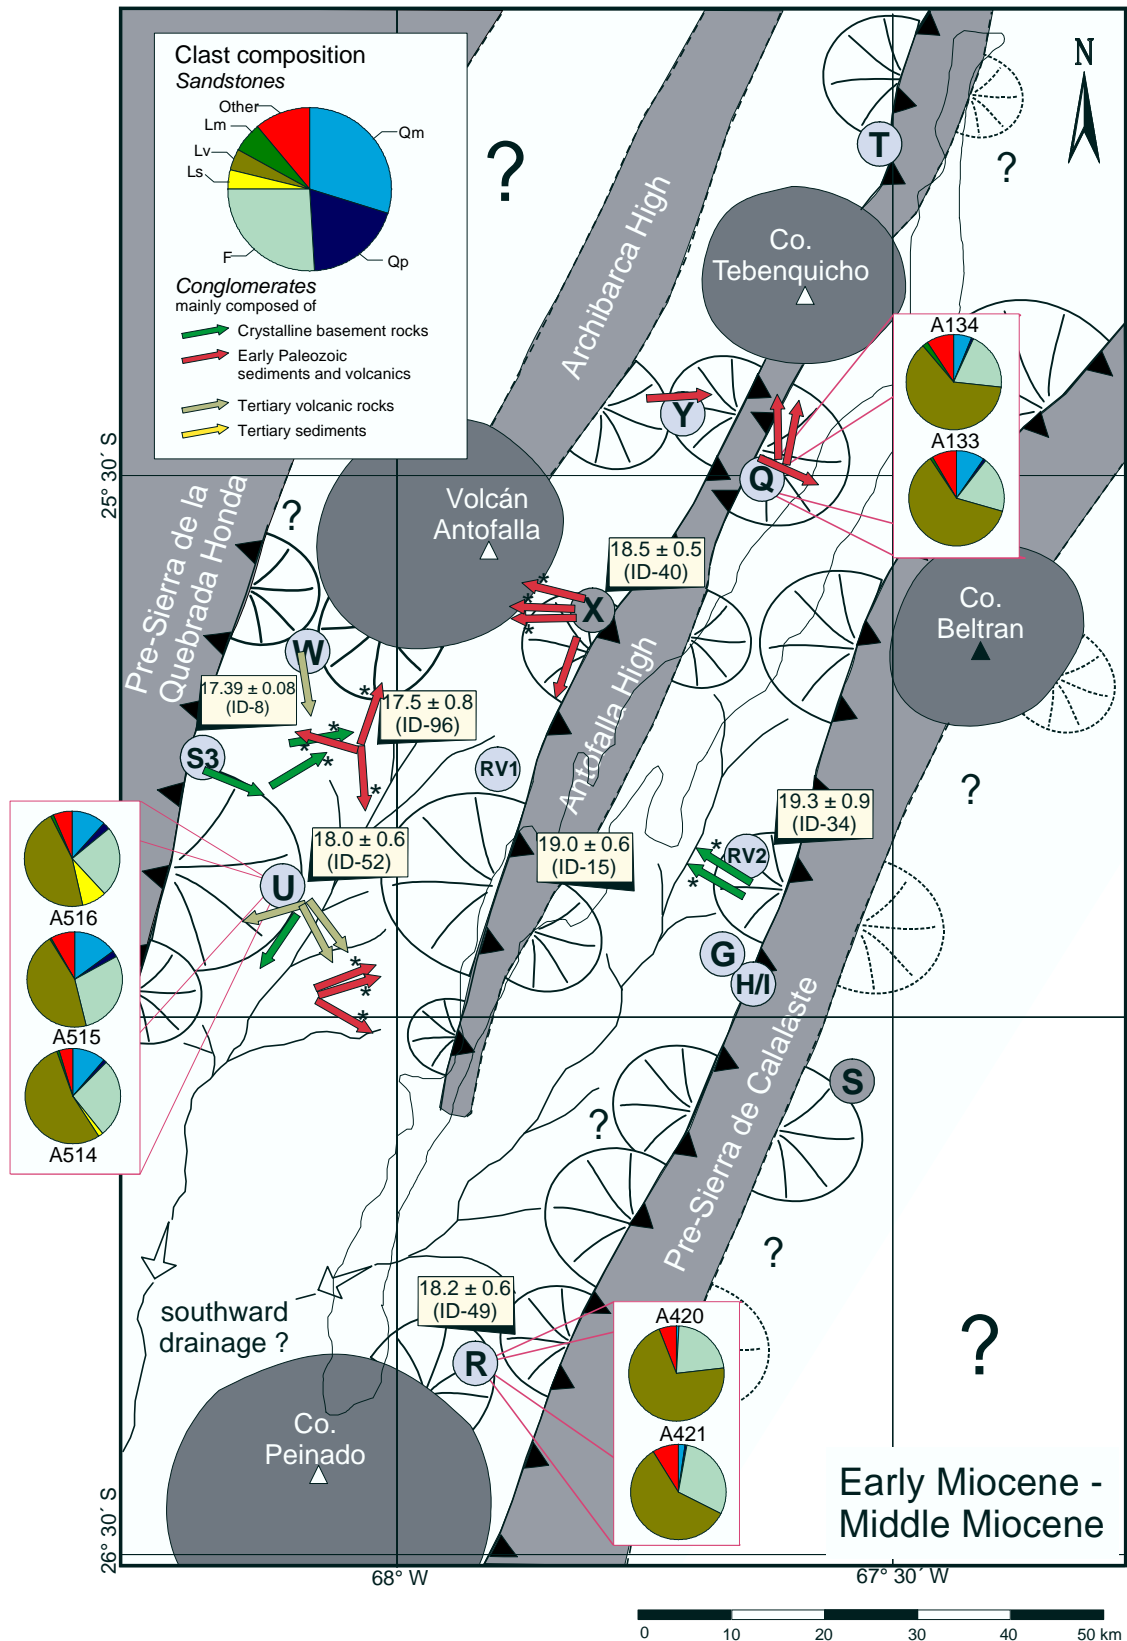 Clast composition
Sandstones
Other
Lm
Lv
Ls
F
Qm
Qp
Conglomerates
mainly composed of
Crystalline basement rocks
Early Paleozoic
sediments and volcanics
Tertiary volcanic rocks
Tertiary sediments
?
N
T
?
Archibarca High
Co.
Tebenquicho
A134
A133
Y
Q
25° 30´ S
Pre-Sierra de la
Quebrada Honda
?
Volcán
Antofalla
18.5 ± 0.5
(ID-40)
X
*
*
*
Co.
Beltran
W
17.39 ± 0.08
(ID-8)
*
17.5 ± 0.8
(ID-96)
Antofalla High
*
*
*
*
S3
RV1
?
19.3 ± 0.9
(ID-34)
18.0 ± 0.6
(ID-52)
19.0 ± 0.6
(ID-15)
*
*
RV2
U
A516
A515
A514
*
*
*
G
H/I
Pre-Sierra de Calalaste
S
?
?
southward
drainage ?
18.2 ± 0.6
(ID-49)
R
A420
A421
?
Co.
Peinado
Early Miocene -
Middle Miocene
26° 30´ S
68° W
67° 30´ W
0
10
20
30
40
50 km